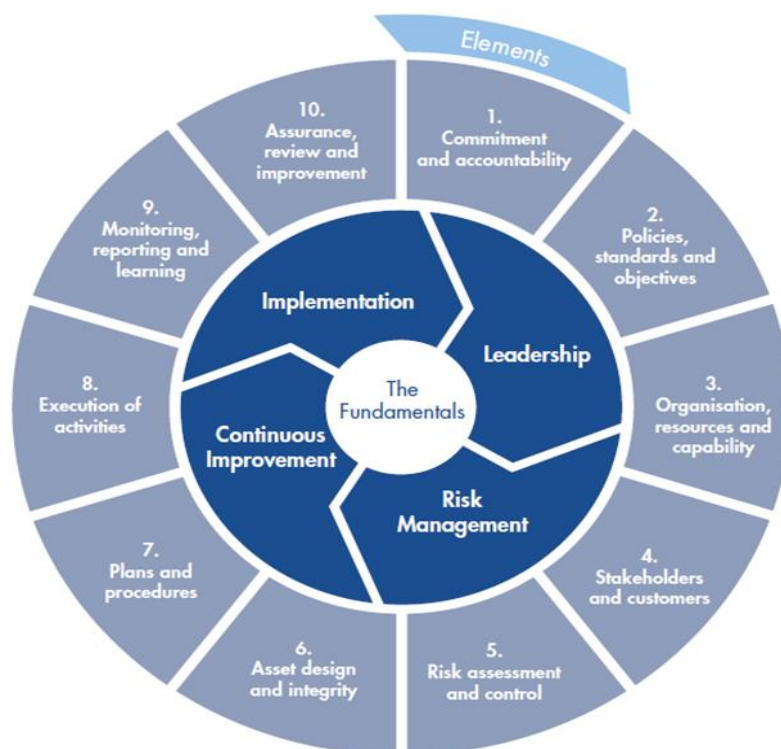 Elements
1.
Commitment
and accountability
2.
Policies,
standards and
objectives
3.
Organisation,
resources and
capability
4.
Stakeholders
and customers
5.
Risk assessment
and control
6.
Asset design
and integrity
7.
Plans and
procedures
8.
Execution of
activities
9.
Monitoring,
reporting and
learning
10.
Assurance,
review and
improvement
Leadership
Risk
Management
Continuous
Improvement
Implementation
The
Fundamentals